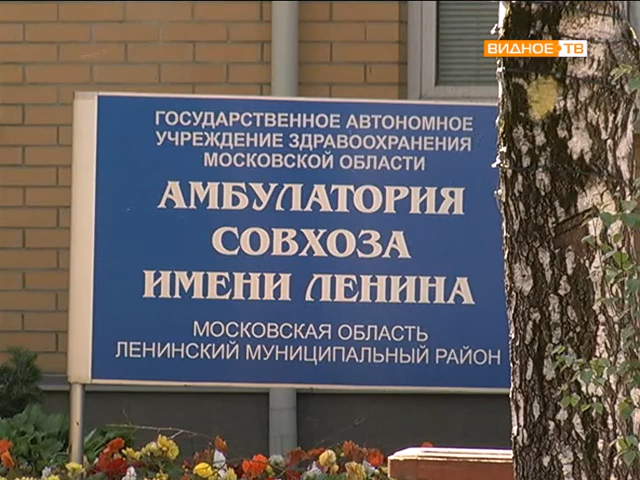 ВИДНОЕ ТВ
ГОСУДАРСТВЕННОЕ АВТОНОМНОЕ
УЧРЕЖДЕНИЕ ЗДРАВООХРАНЕНИЯ
МОСКОВСКОЙ ОБЛАСТИ
АМБУЛАТОРИЯ
СОВХОЗА
ИМЕНИ ЛЕНИНА
МОСКОВСКАЯ ОБЛАСТЬ
ЛЕНИНСКИЙ МУНИЦИПАЛЬНЫЙ РАЙОН